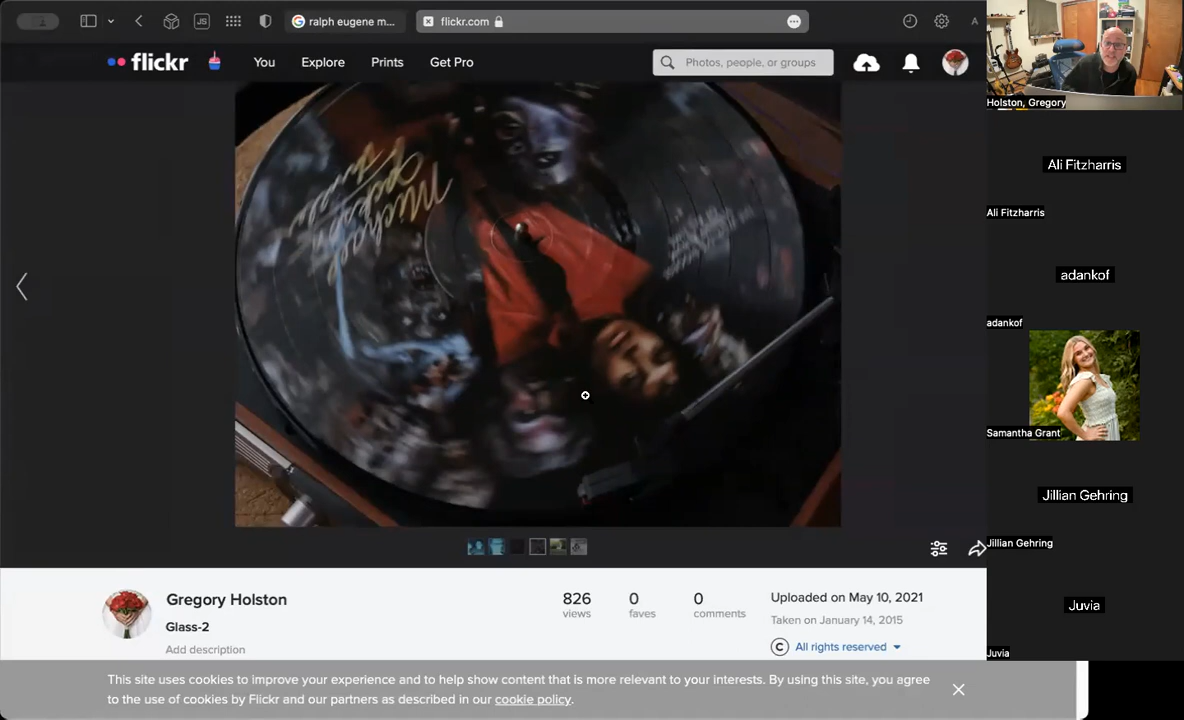 JS
ralph eugene m...
flickr.com
A
flickr
You
Explore
Prints
Get Pro
Photos, people, or groups
Michael
Jackson
Thriller
Gregory Holston
Glass-2
Add description
826
views
0
faves
0
comments
Uploaded on May 10, 2021
Taken on January 14, 2015
All rights reserved
This site uses cookies to improve your experience and to help show content that is more relevant to your interests. By using this site, you agree
to the use of cookies by Flickr and our partners as described in our cookie policy.
Holston, Gregory
Ali Fitzharris
Ali Fitzharris
adankof
adankof
Samantha Grant
Jillian Gehring
Jillian Gehring
Juvia
Juvia